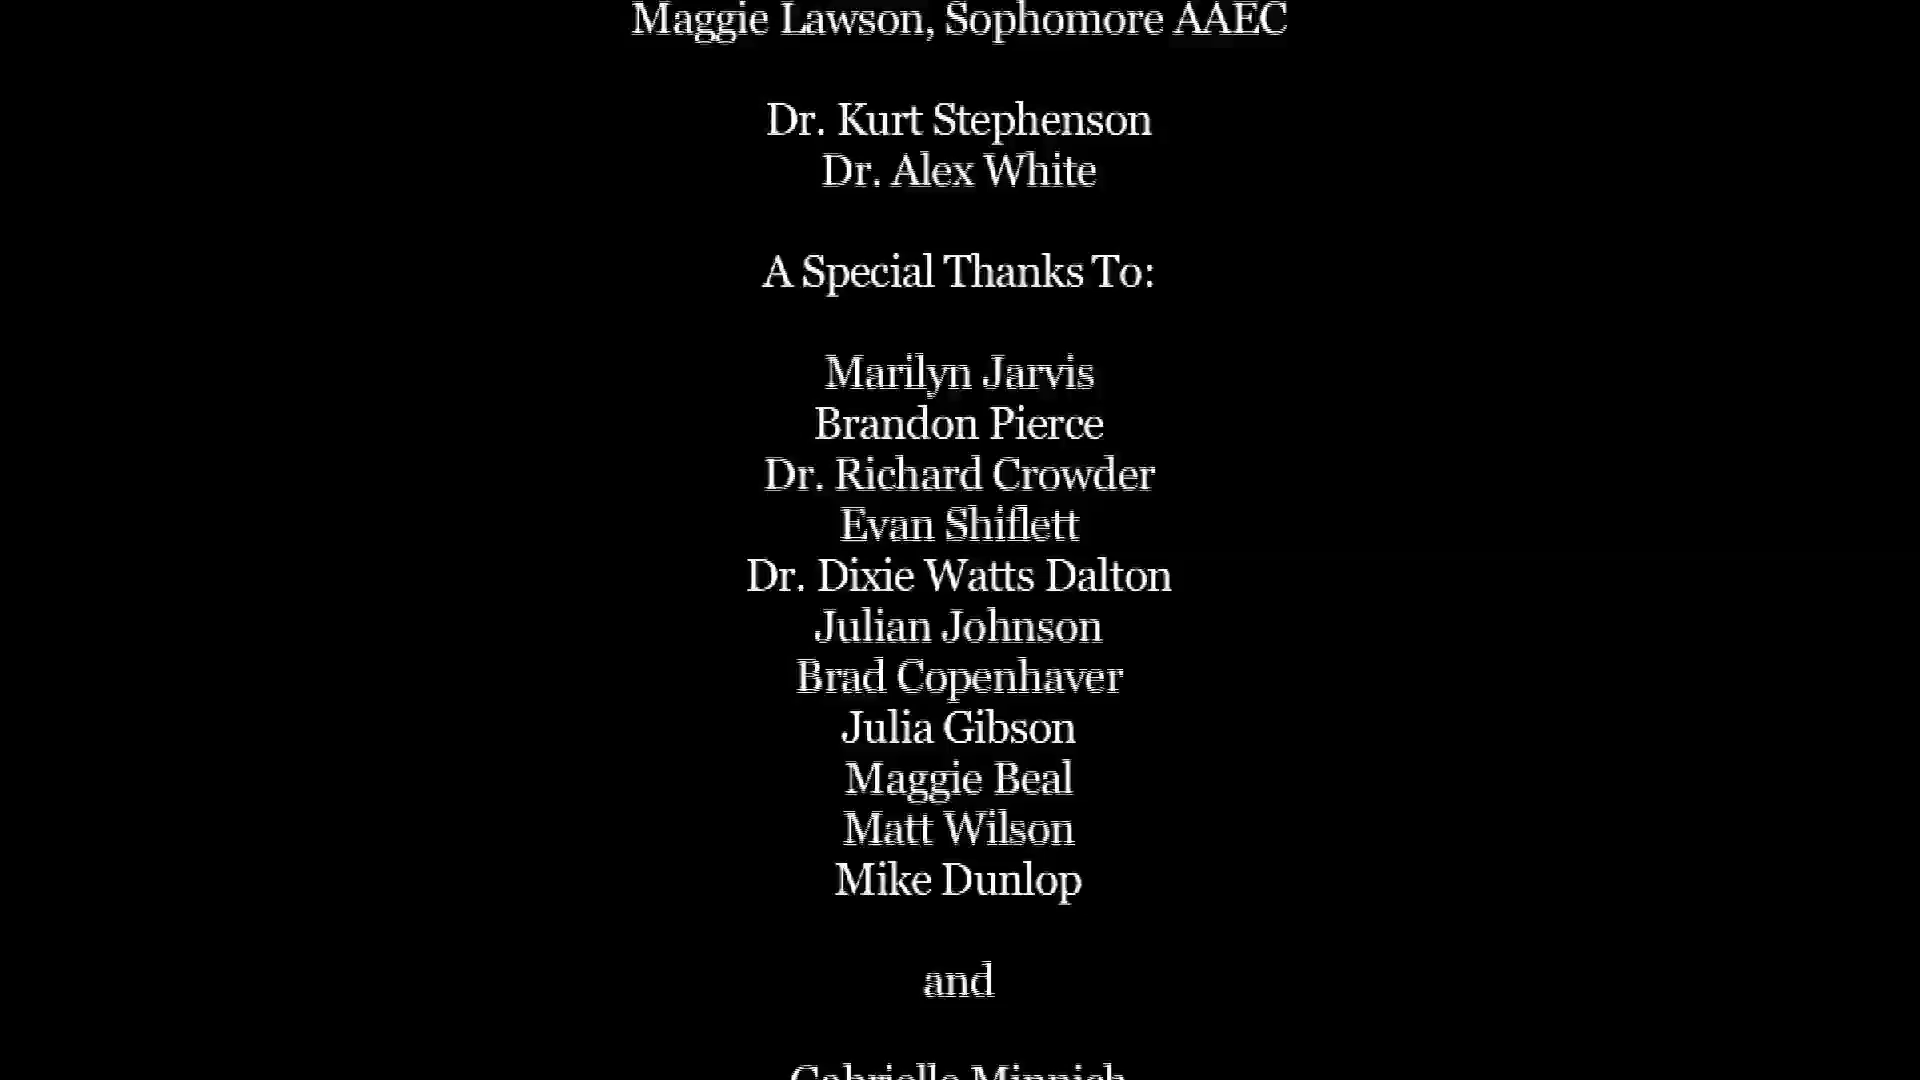 Maggie Lawson, Sophomore AAEC
Dr. Kurt Stephenson
Dr. Alex White
A Special Thanks To:
Marilyn Jarvis
Brandon Pierce
Dr. Richard Crowder
Evan Shiflett
Dr. Dixie Watts Dalton
Julian Johnson
Brad Copenhaver
Julia Gibson
Maggie Beal
Matt Wilson
Mike Dunlop
and
Gabrielle Minnich